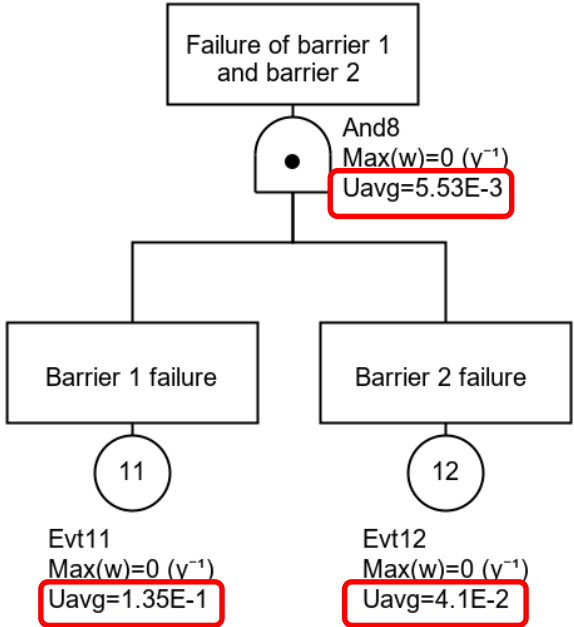 Failure of barrier 1
and barrier 2
And8
Max(w)=0 (y⁻¹)
Uavg=5.53E-3
Barrier 1 failure
Barrier 2 failure
11
12
Evt11
Max(w)=0 (y⁻¹)
Uavg=1.35E-1
Evt12
Max(w)=0 (y⁻¹)
Uavg=4.1E-2